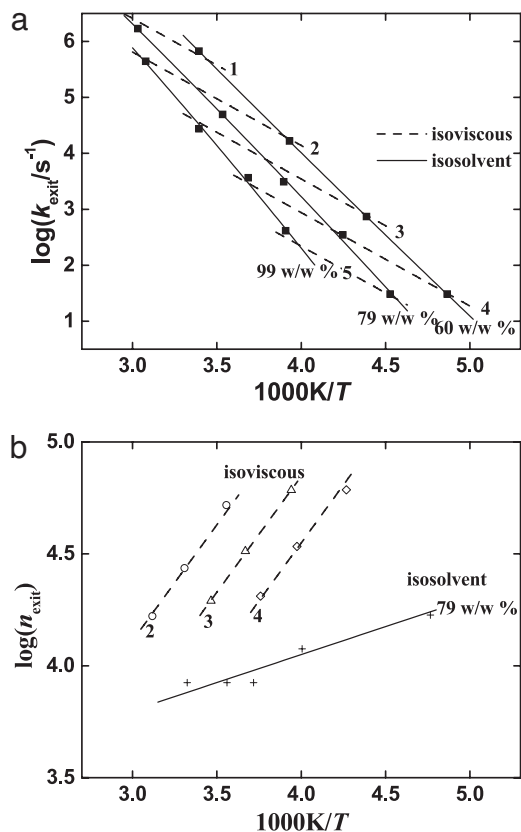 a
6
5
4
3
2
1
log(k_exit/s⁻¹)
1
2
3
4
5
isoviscous
isosolvent
99 w/w %
79 w/w %
60 w/w %
3.0 3.5 4.0 4.5 5.0
1000K/T
b
5.0
4.5
4.0
3.5
log(n_exit)
isoviscous
2
3
4
isosolvent
79 w/w %
3.0 3.5 4.0 4.5 5.0
1000K/T